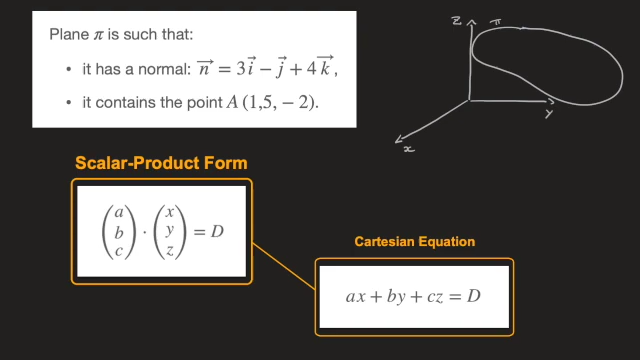 Plane π is such that:
• it has a normal: n⃗ = 3i⃗ − j⃗ + 4k⃗,
• it contains the point A (1,5, − 2).
z π
y
x
Scalar-Product Form
(a b c) · (x y z) = D
Cartesian Equation
ax + by + cz = D